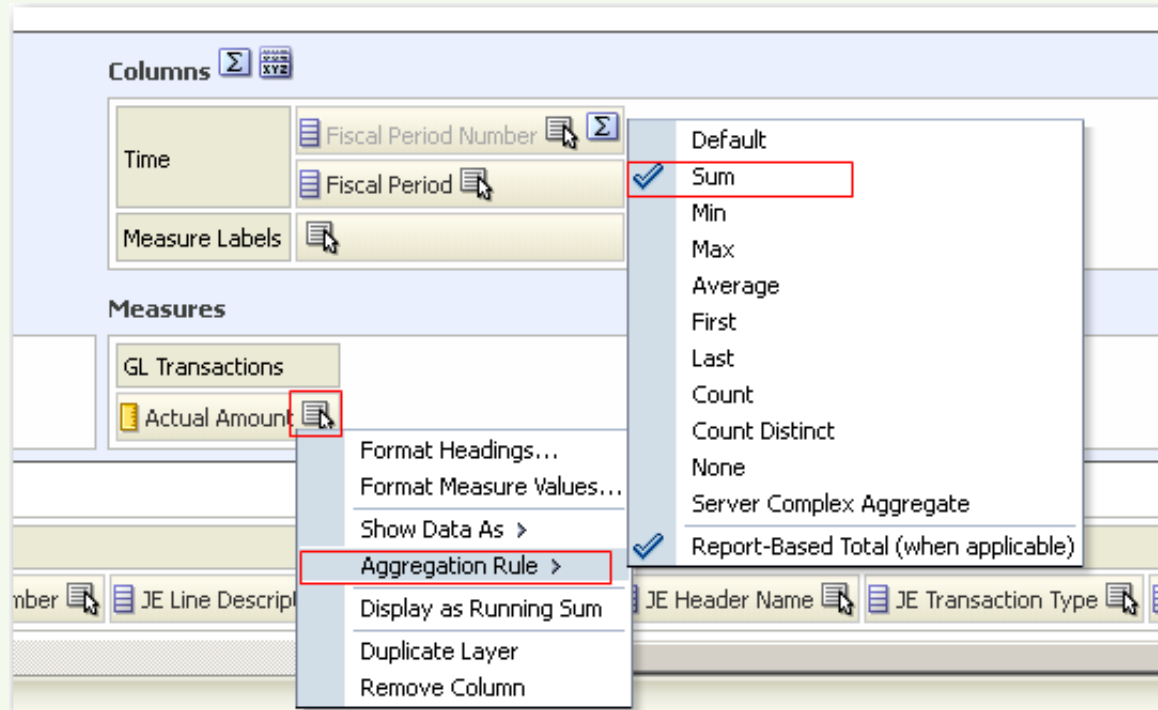 Columns Σ XYZ
Time
Fiscal Period Number Σ
Fiscal Period
Measure Labels
Measures
GL Transactions
Actual Amount
Default
Sum
Min
Max
Average
First
Last
Count
Count Distinct
None
Server Complex Aggregate
Report-Based Total (when applicable)
Format Headings...
Format Measure Values...
Show Data As >
Aggregation Rule >
Display as Running Sum
Duplicate Layer
Remove Column
JE Line JE Header Name JE Transaction Type